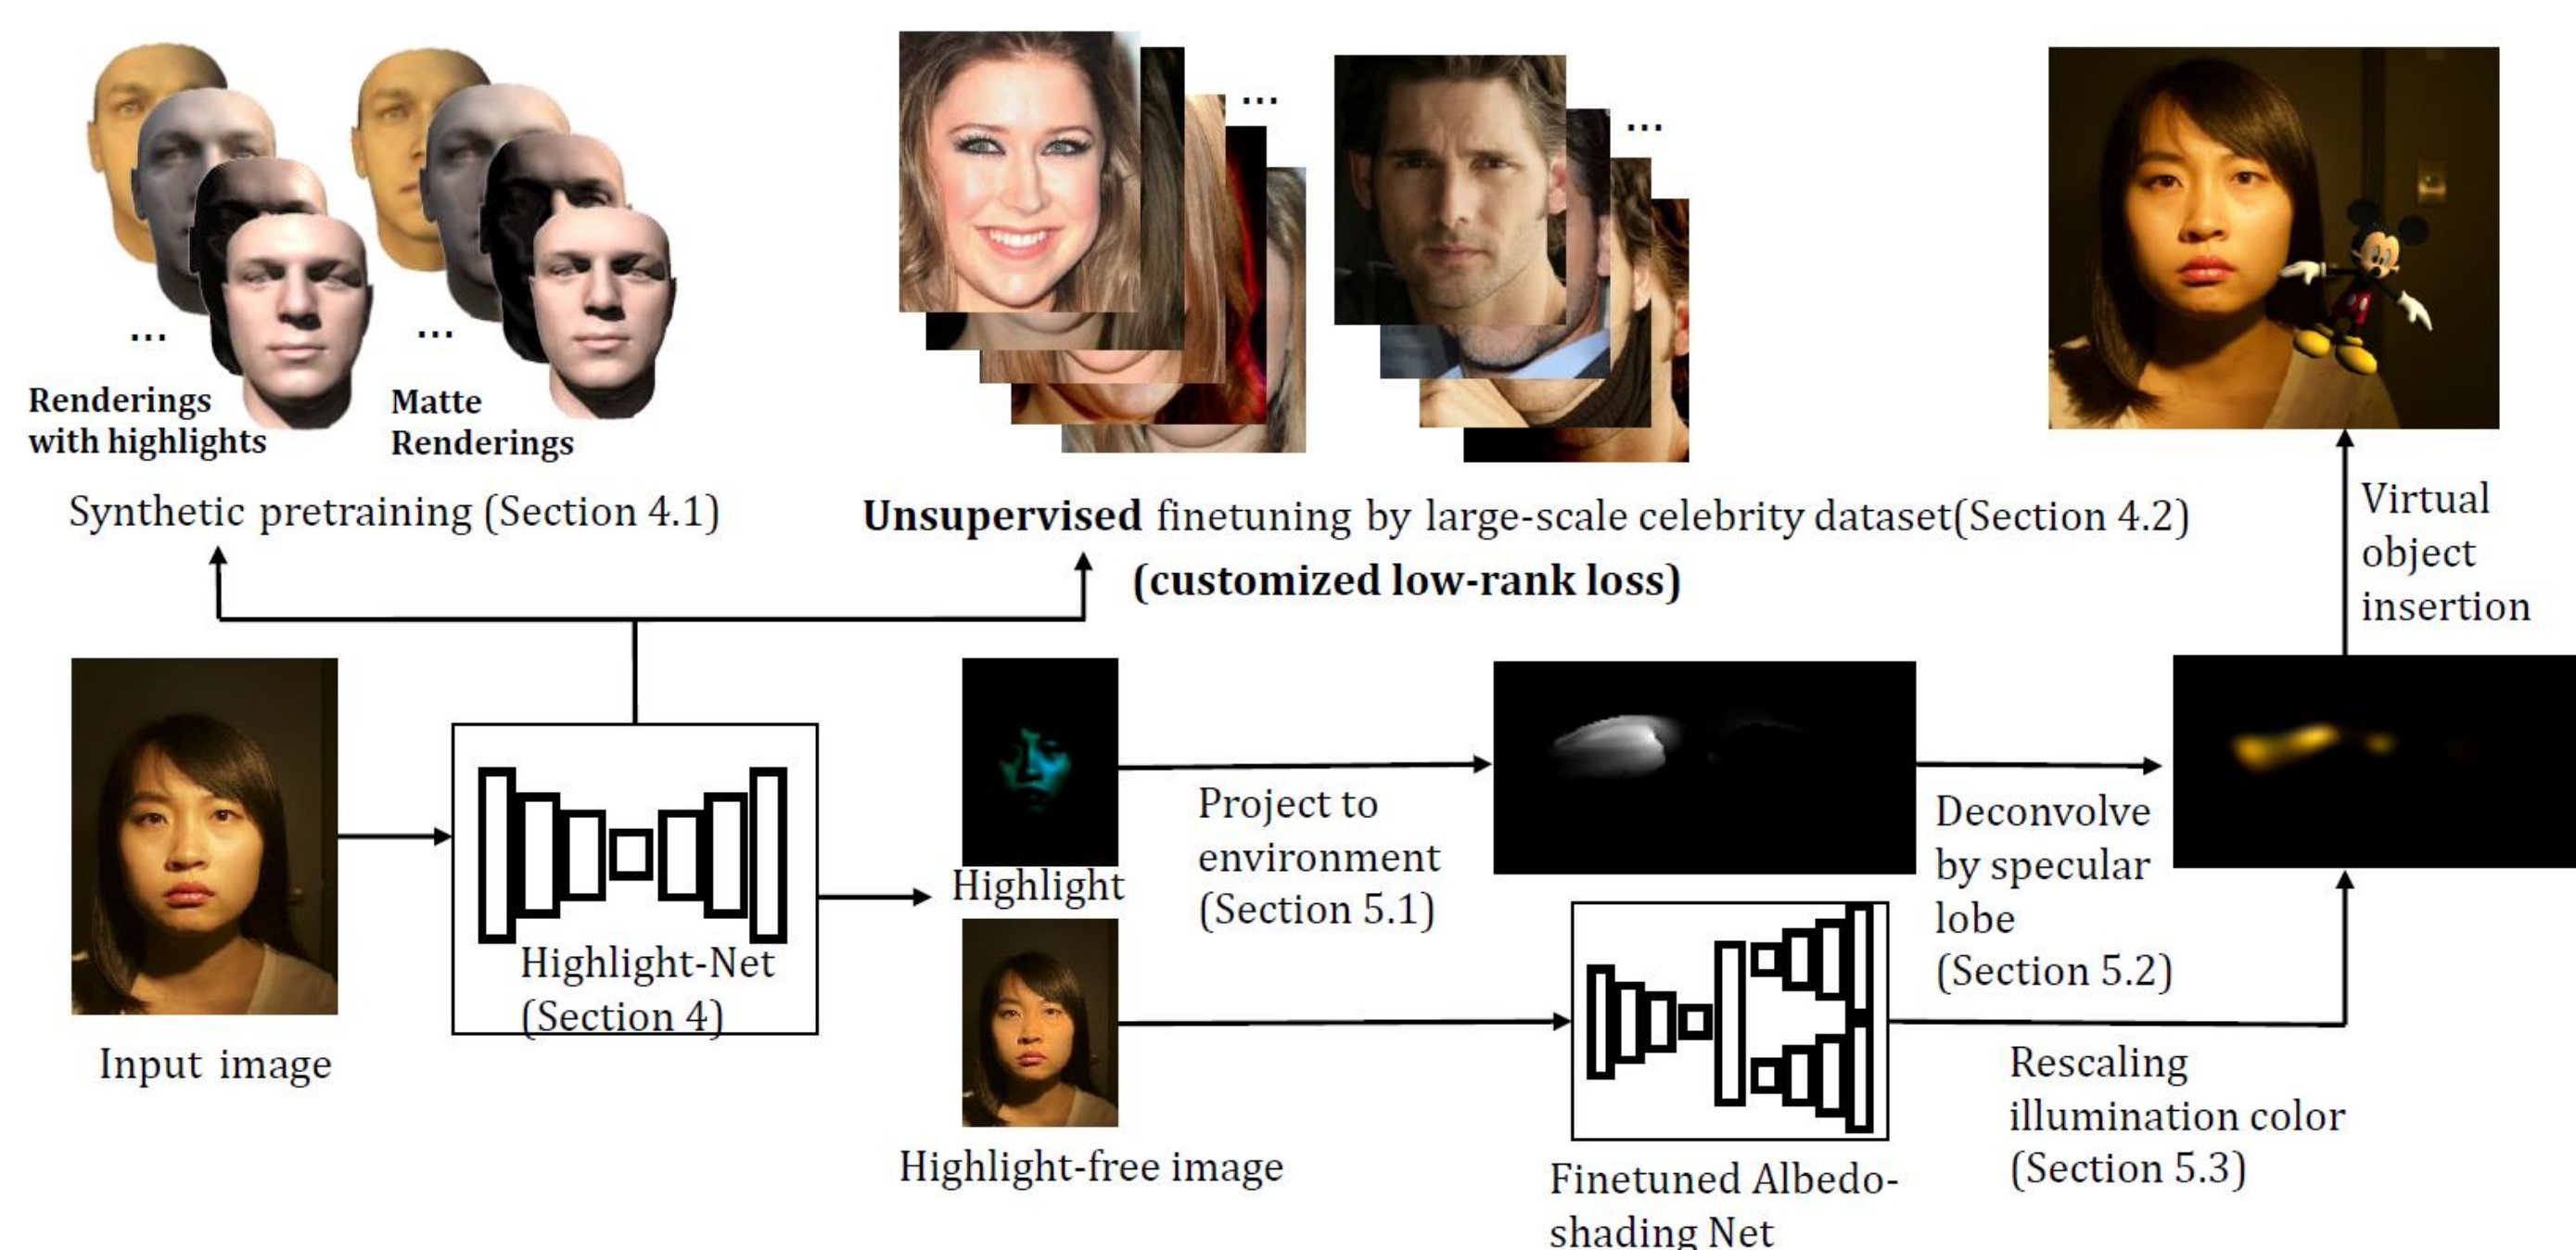 ...
...
...
...
Renderings
with highlights
Matte
Renderings
Synthetic pretraining (Section 4.1)
Unsupervised finetuning by large-scale celebrity dataset(Section 4.2)
(customized low-rank loss)
Virtual
object
insertion
Input image
Highlight-Net
(Section 4)
Highlight
Highlight-free image
Project to
environment
(Section 5.1)
Deconvolve
by specular
lobe
(Section 5.2)
Finetuned Albedo-
shading Net
Rescaling
illumination color
(Section 5.3)